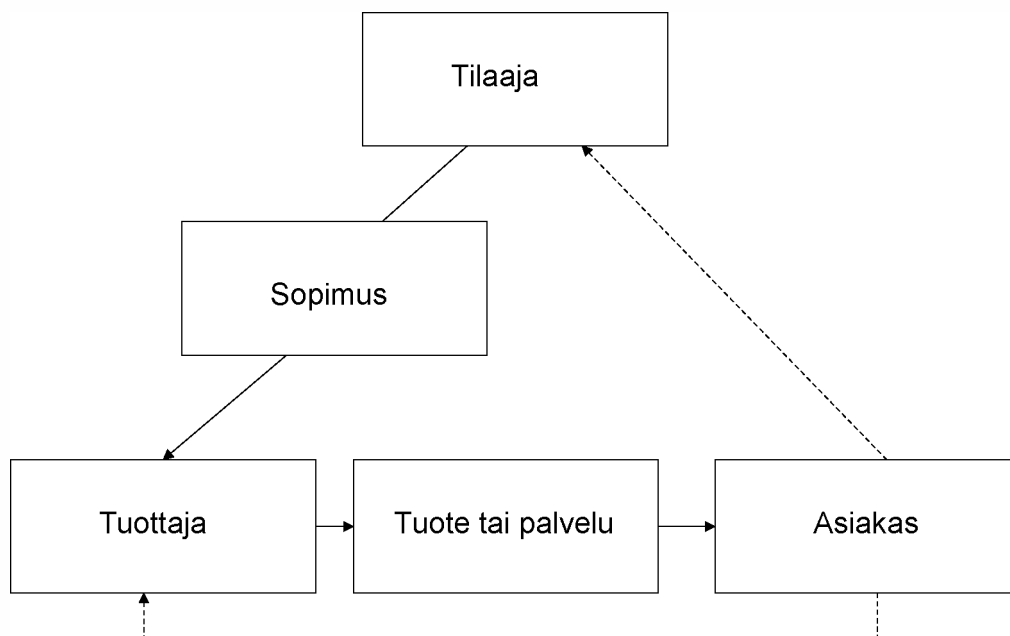 Tilaaja
Sopimus
Tuottaja
Tuote tai palvelu
Asiakas